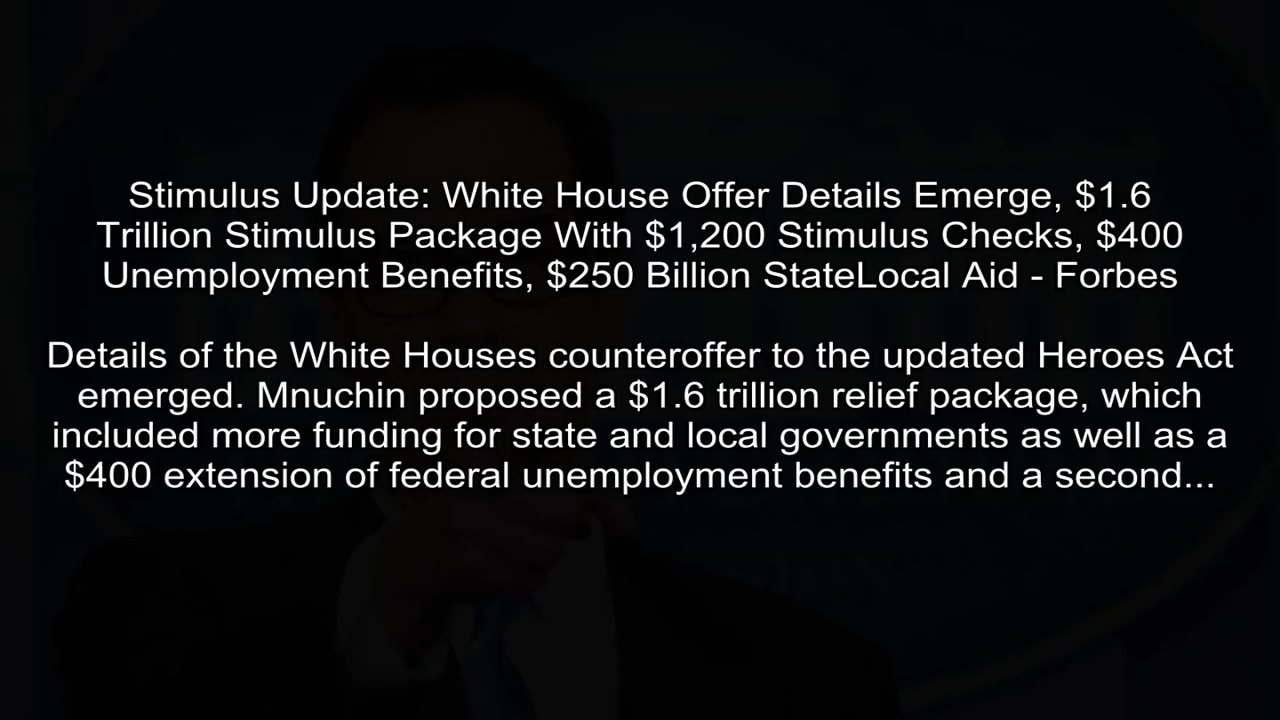 Stimulus Update: White House Offer Details Emerge, $1.6
Trillion Stimulus Package With $1,200 Stimulus Checks, $400
Unemployment Benefits, $250 Billion StateLocal Aid - Forbes
Details of the White Houses counteroffer to the updated Heroes Act
emerged. Mnuchin proposed a $1.6 trillion relief package, which
included more funding for state and local governments as well as a
$400 extension of federal unemployment benefits and a second...